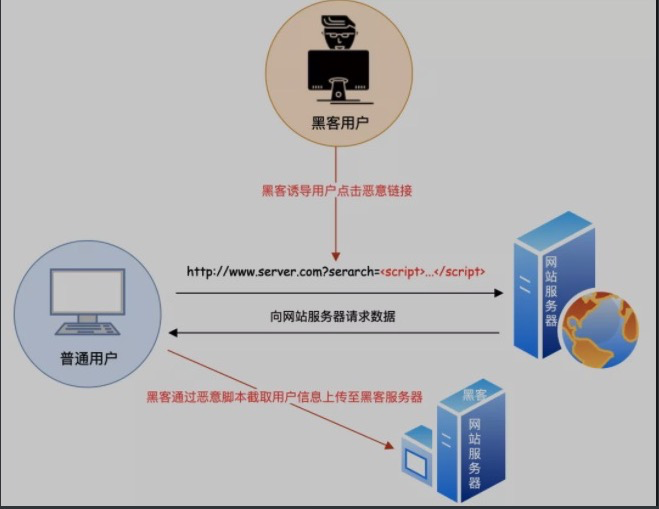 黑客用户
黑客诱导用户点击恶意链接
http://www.server.com?serarch=<script>...</script>
向网站服务器请求数据
网站服务器
普通用户
黑客通过恶意脚本截取用户信息上传至黑客服务器
黑客
网站服务器